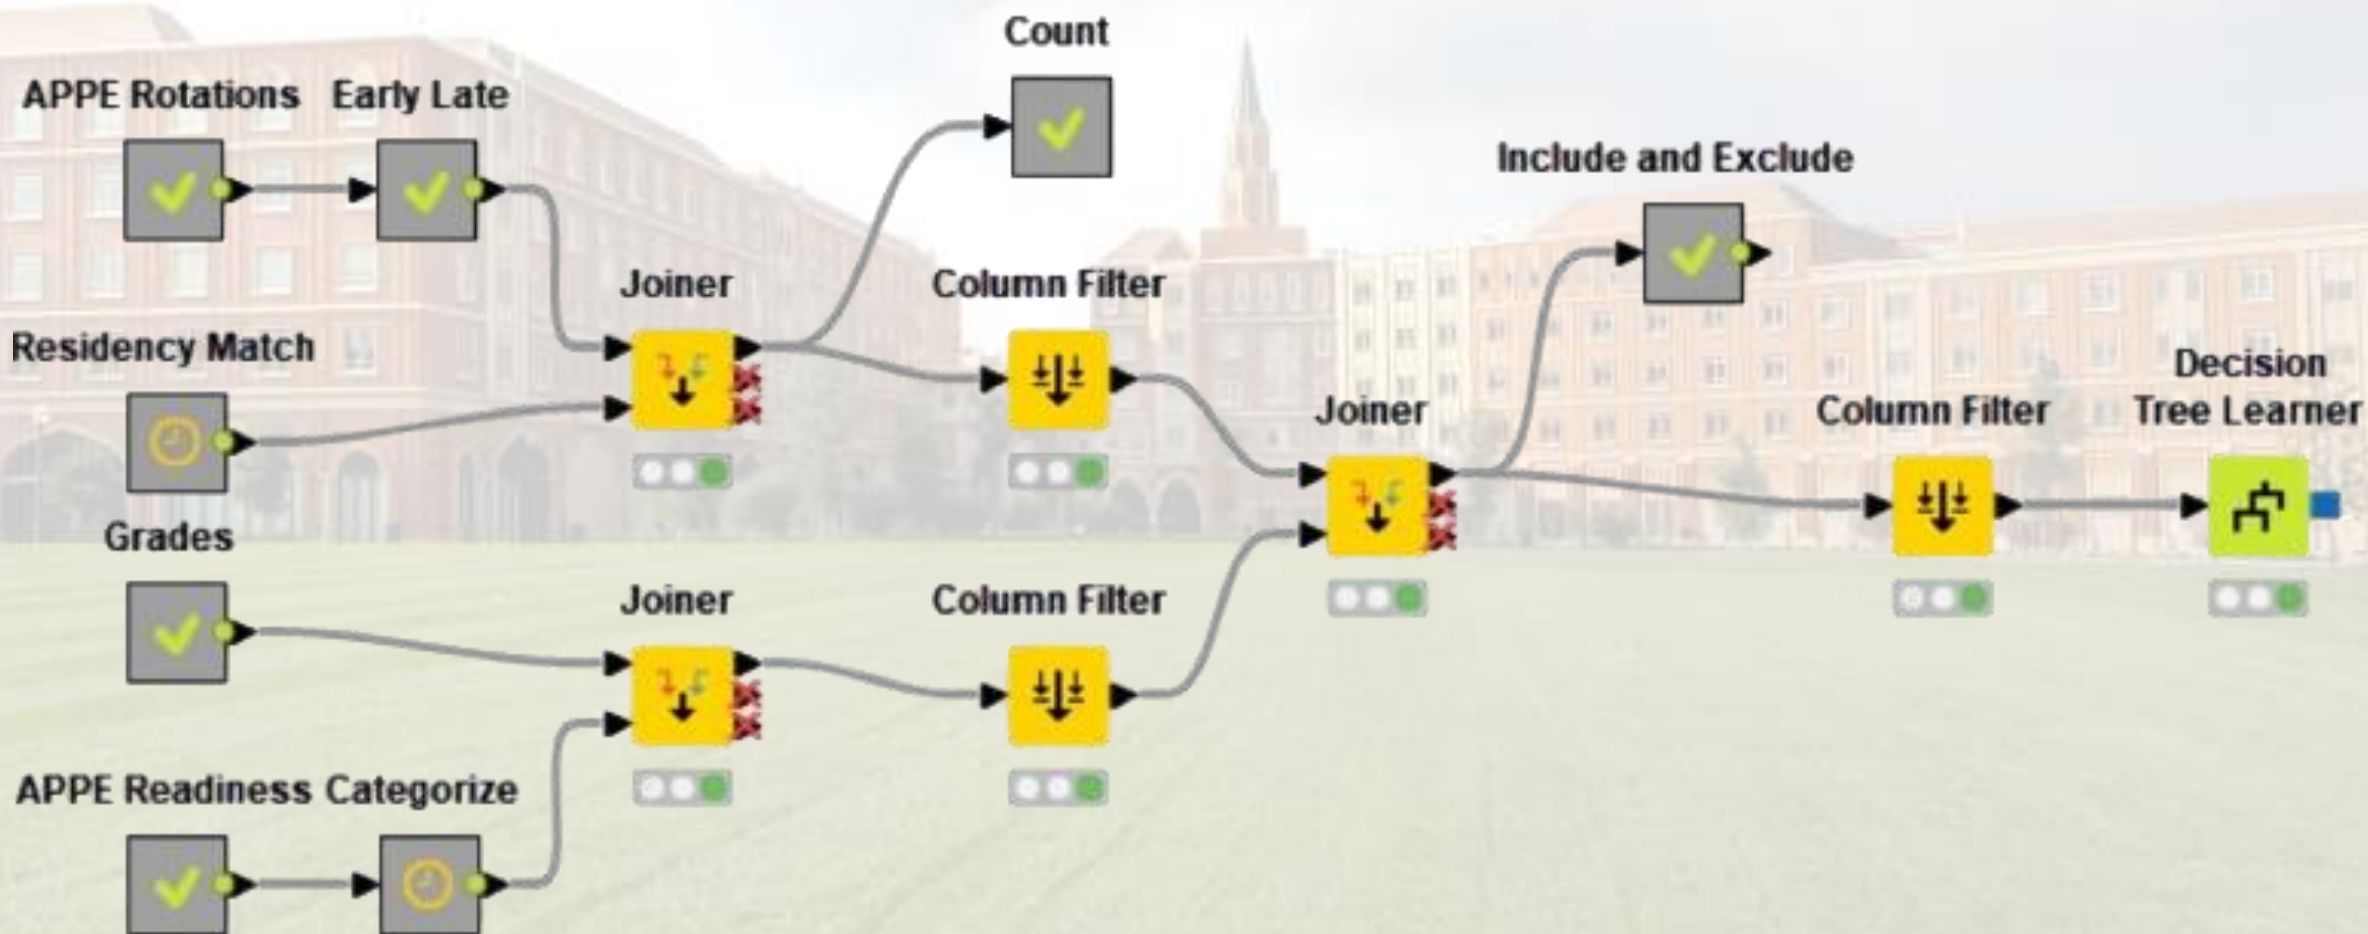 Count
APPE Rotations
Early Late
Include and Exclude
Joiner
Column Filter
Residency Match
Decision
Tree Learner
Joiner
Column Filter
Grades
Joiner
Column Filter
APPE Readiness
Categorize